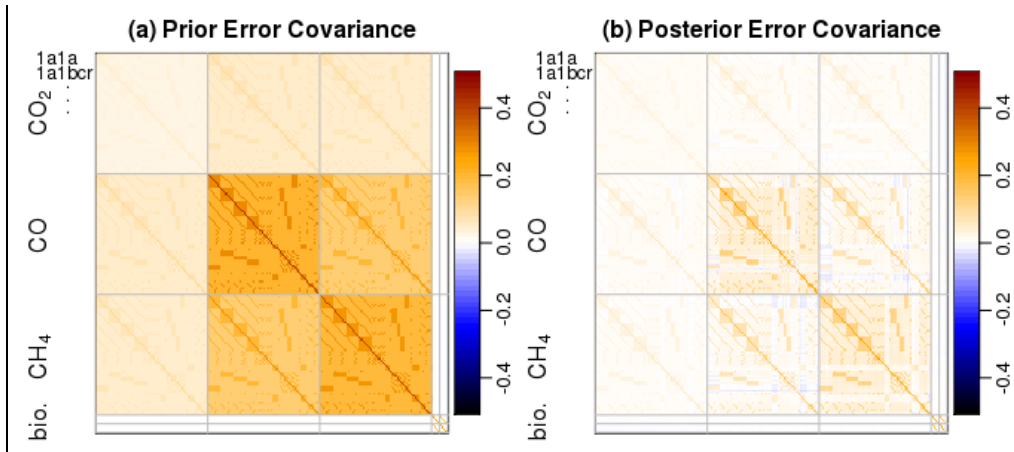 (a) Prior Error Covariance
1a1a
1a1bcr
.
.
.
CO₂
CO
CH₄
bio.
0.4
0.2
0.0
-0.2
-0.4
(b) Posterior Error Covariance
1a1a
1a1bcr
.
.
.
CO₂
CO
CH₄
bio.
0.4
0.2
0.0
-0.2
-0.4